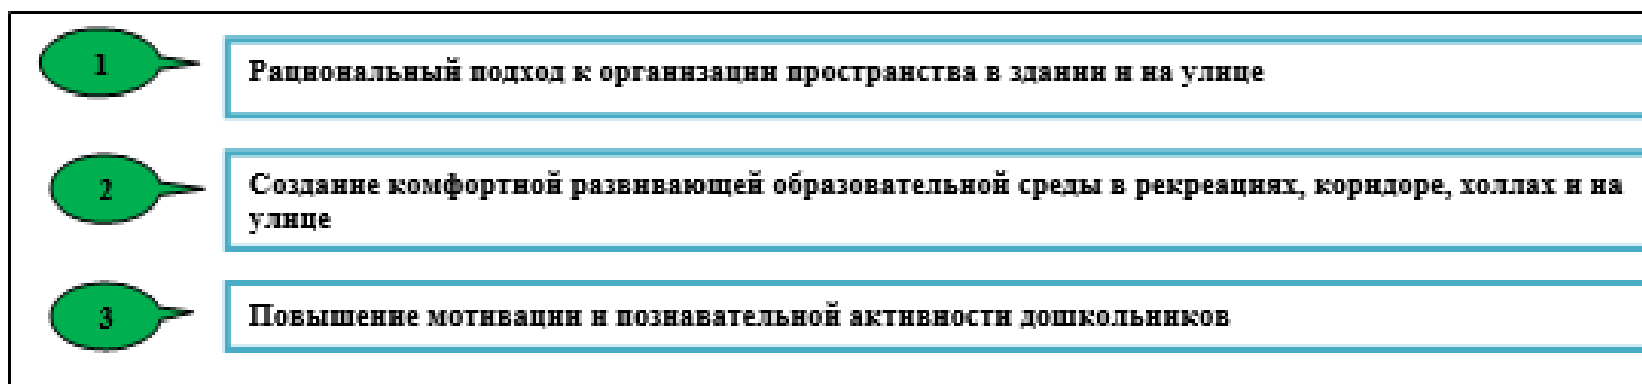 1
Рациональный подход к организации пространства в здании и на улице
2
Создание комфортной развивающей образовательной среды в рекреациях, коридоре, холлах и на
улице
3
Повышение мотивации и познавательной активности дошкольников